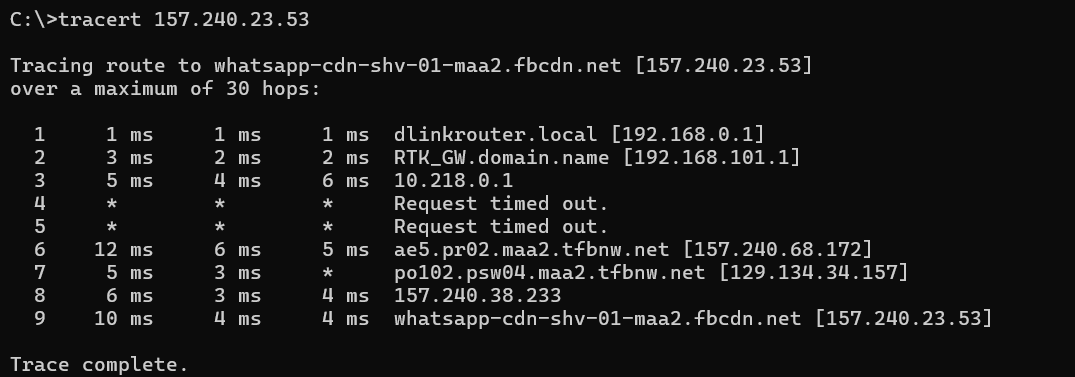 C:\>tracert 157.240.23.53
Tracing route to whatsapp-cdn-shv-01-maa2.fbcdn.net [157.240.23.53]
over a maximum of 30 hops:
1 1 ms 1 ms 1 ms dlinkrouter.local [192.168.0.1]
2 3 ms 2 ms 2 ms RTK_GW.domain.name [192.168.101.1]
3 5 ms 4 ms 6 ms 10.218.0.1
4 * * * Request timed out.
5 * * * Request timed out.
6 12 ms 6 ms 5 ms ae5.pr02.maa2.tfbnw.net [157.240.68.172]
7 5 ms 3 ms * po102.psw04.maa2.tfbnw.net [129.134.34.157]
8 6 ms 3 ms 4 ms 157.240.38.233
9 10 ms 4 ms 4 ms whatsapp-cdn-shv-01-maa2.fbcdn.net [157.240.23.53]
Trace complete.